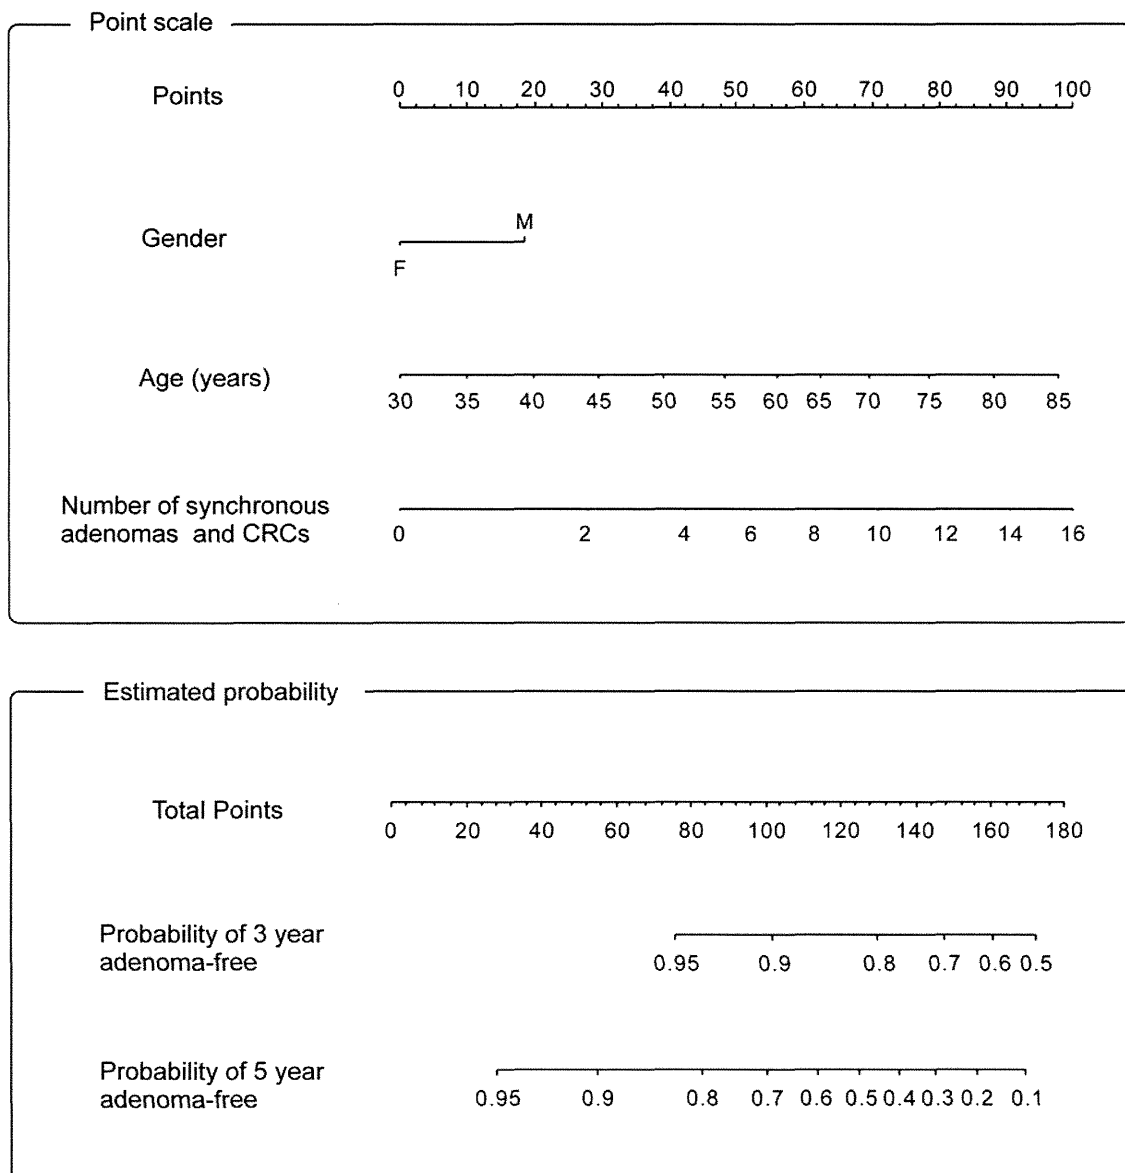 Point scale
Points
0 10 20 30 40 50 60 70 80 90 100
Gender
M
F
Age (years)
30 35 40 45 50 55 60 65 70 75 80 85
Number of synchronous
adenomas and CRCs
0 2 4 6 8 10 12 14 16
Estimated probability
Total Points
0 20 40 60 80 100 120 140 160 180
Probability of 3 year
adenoma-free
0.95 0.9 0.8 0.7 0.6 0.5
Probability of 5 year
adenoma-free
0.95 0.9 0.8 0.7 0.6 0.5 0.4 0.3 0.2 0.1